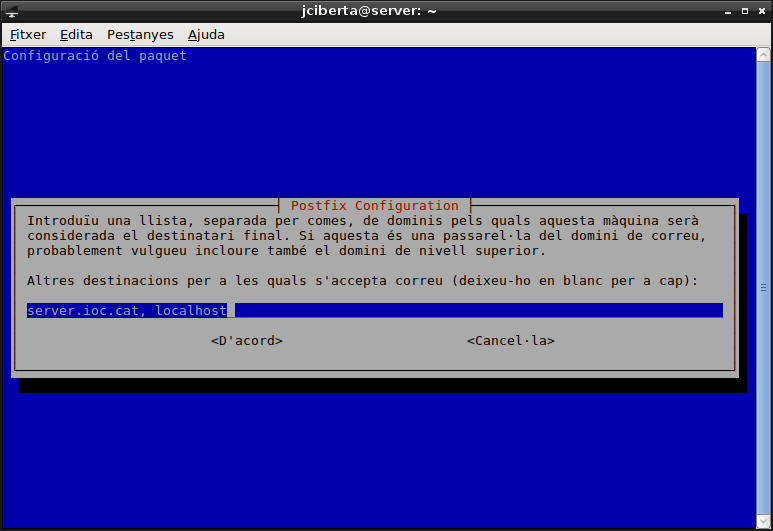 jciberta@server: ~
Fitxer Edita Pestanyes Ajuda
Configuració del paquet
Postfix Configuration
Introduïu una llista, separada per comes, de dominis pels quals aquesta màquina serà
considerada el destinatari final. Si aquesta és una passarel·la del domini de correu,
probablement vulgueu incloure també el domini de nivell superior.
Altres destinacions per a les quals s'accepta correu (deixeu-ho en blanc per a cap):
server.ioc.cat, localhost
<D'acord> <Cancel·la>